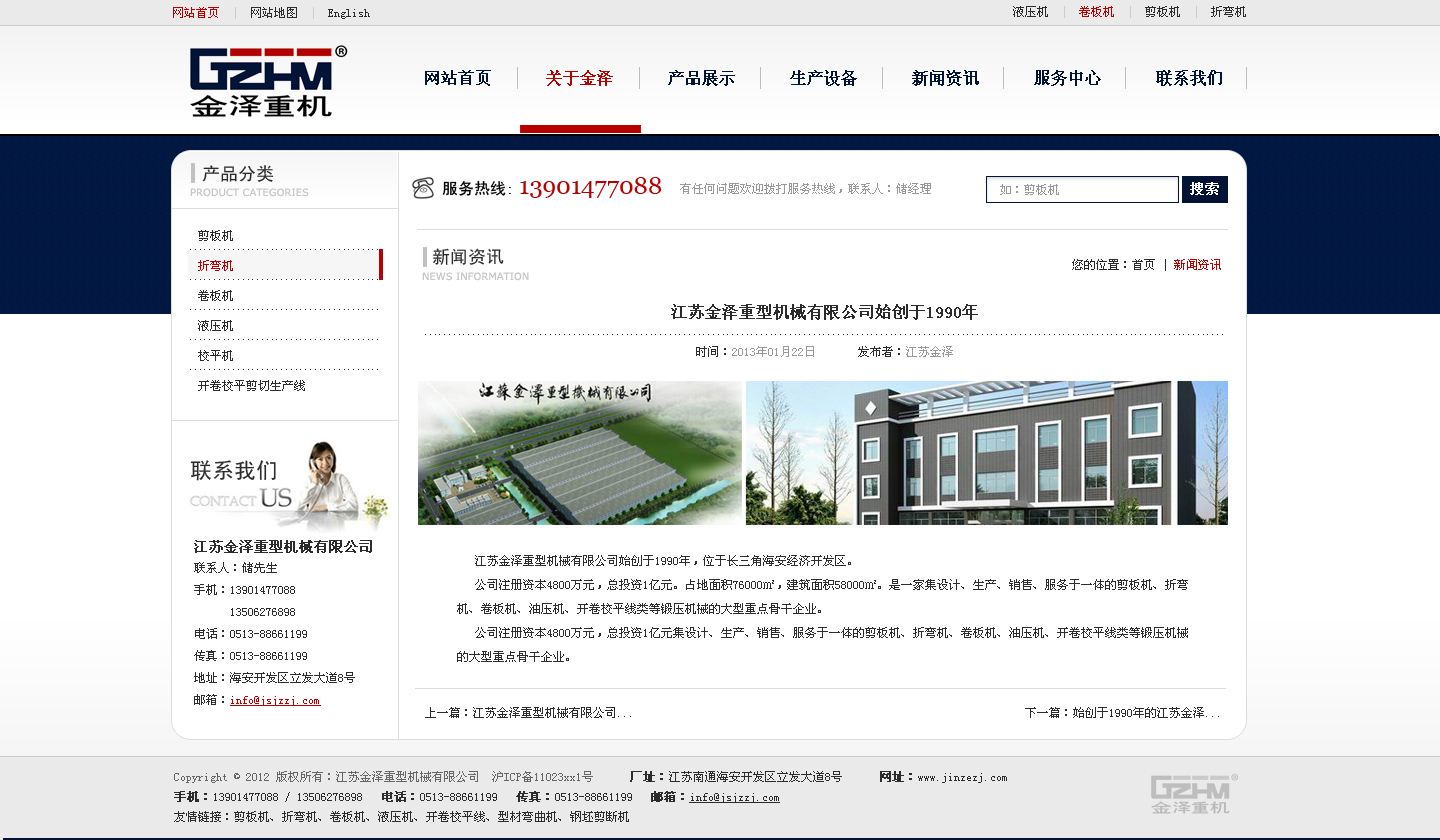 网站首页 | 网站地图 | English
液压机 | 卷板机 | 剪板机 | 折弯机
GZHM®
金泽重机
网站首页 关于金泽 产品展示 生产设备 新闻资讯 服务中心 联系我们
产品分类
PRODUCT CATEGORIES
剪板机
折弯机
卷板机
液压机
校平机
开卷校平剪切生产线
联系我们
CONTACT US
江苏金泽重型机械有限公司
联系人：储先生
手机：13901477088
13506276898
电话：0513-88661199
传真：0513-88661199
地址：海安开发区立发大道8号
邮箱：info@jsjzzj.com
服务热线: 13901477088 有任何问题欢迎拨打服务热线，联系人：储经理
如：剪板机 搜索
新闻资讯
NEWS INFORMATION
您的位置：首页 | 新闻资讯
江苏金泽重型机械有限公司始创于1990年
时间：2013年01月22日 发布者：江苏金泽
江蘇金澤重型機械有限公司
江苏金泽重型机械有限公司始创于1990年，位于长三角海安经济开发区。
公司注册资本4800万元，总投资1亿元。占地面积76000㎡，建筑面积58000㎡。是一家集设计、生产、销售、服务于一体的剪板机、折弯
机、卷板机、油压机、开卷校平线类等锻压机械的大型重点骨干企业。
公司注册资本4800万元，总投资1亿元集设计、生产、销售、服务于一体的剪板机、折弯机、卷板机、油压机、开卷校平线类等锻压机械
的大型重点骨干企业。
上一篇：江苏金泽重型机械有限公司...
下一篇：始创于1990年的江苏金泽...
Copyright © 2012 版权所有：江苏金泽重型机械有限公司 沪ICP备11023xx1号 厂址：江苏南通海安开发区立发大道8号 网址：www.jinzezj.com
手机：13901477088 / 13506276898 电话：0513-88661199 传真：0513-88661199 邮箱：info@jsjzzj.com
友情链接：剪板机、折弯机、卷板机、液压机、开卷校平线、型材弯曲机、钢坯剪断机
GZHM®
金泽重机